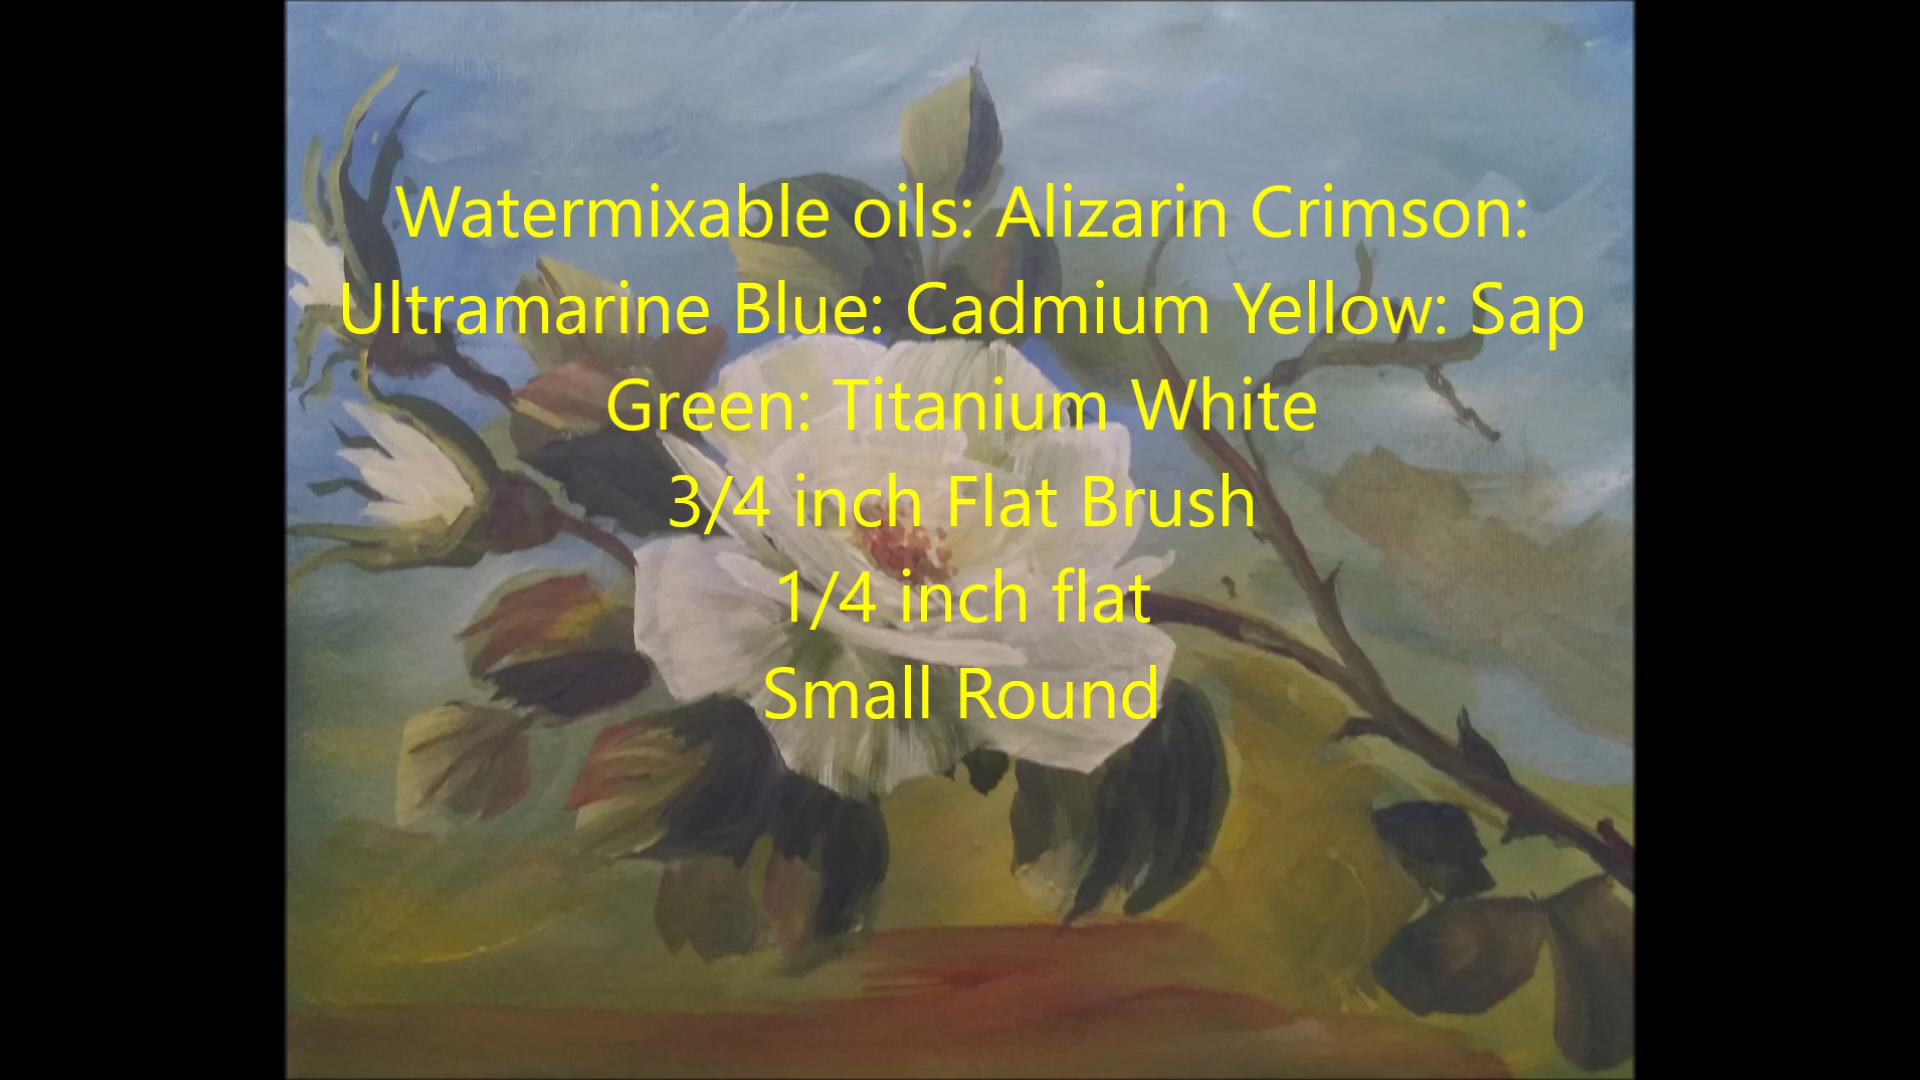 Watermixable oils: Alizarin Crimson:
Ultramarine Blue: Cadmium Yellow: Sap
Green: Titanium White
3/4 inch Flat Brush
1/4 inch flat
Small Round